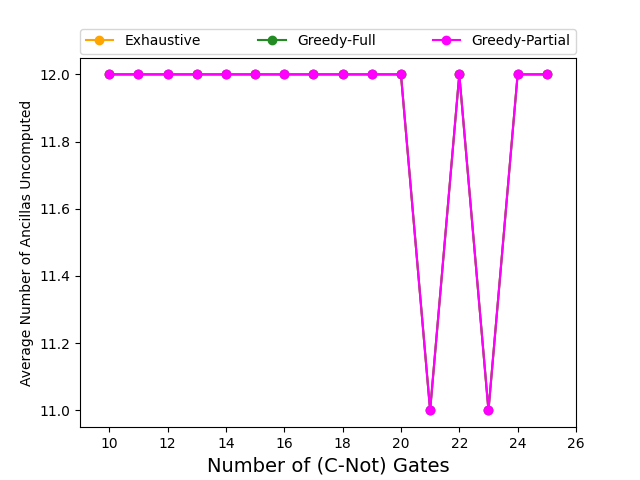 Exhaustive Greedy-Full Greedy-Partial
12.0
11.8
11.6
11.4
11.2
11.0
Average Number of Ancillas Uncomputed
10 12 14 16 18 20 22 24 26
Number of (C-Not) Gates